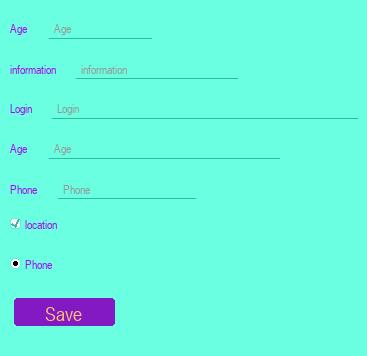 Age Age
information information
Login Login
Age Age
Phone Phone
location
Phone
Save